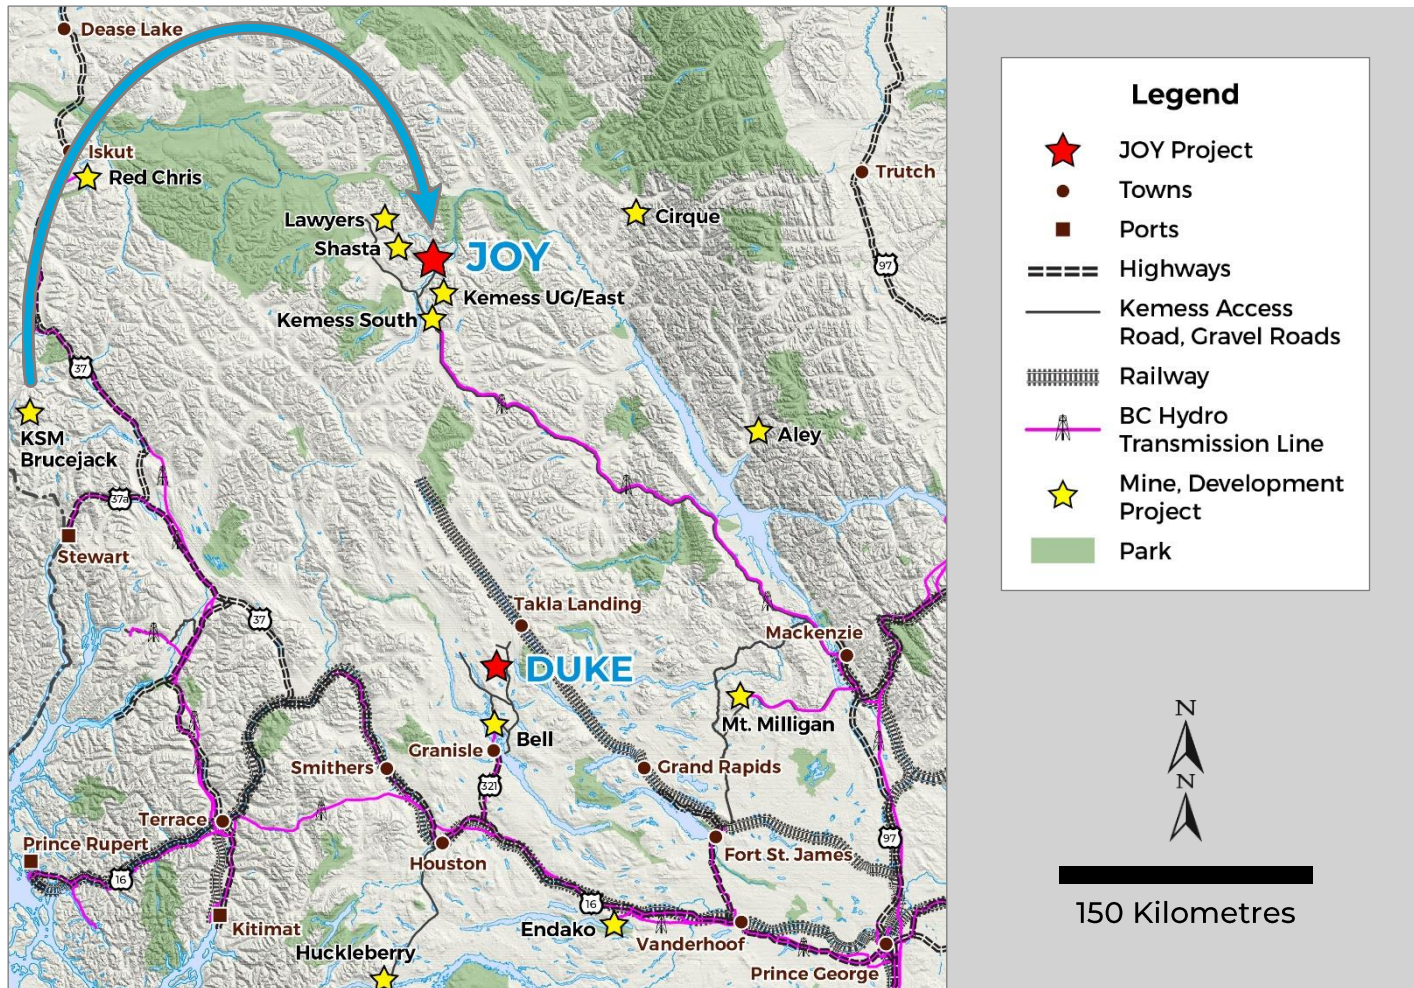 Dease Lake
Iskut
Red Chris
Trutch
Lawyers
Cirque
Shasta
JOY
97
Kemess UG/East
Kemess South
37
KSM
Brucejack
Aley
37a
Stewart
Takla Landing
37
Mackenzie
DUKE
Mt. Milligan
Bell
Granisle
Smithers
Grand Rapids
321
Terrace
Prince Rupert
97
Fort St. James
Houston
16
16
Kitimat
Endako
Vanderhoof
Huckleberry
Prince George
Legend
JOY Project
Towns
Ports
Highways
Kemess Access
Road, Gravel Roads
Railway
BC Hydro
Transmission Line
Mine, Development
Project
Park
N
N
150 Kilometres